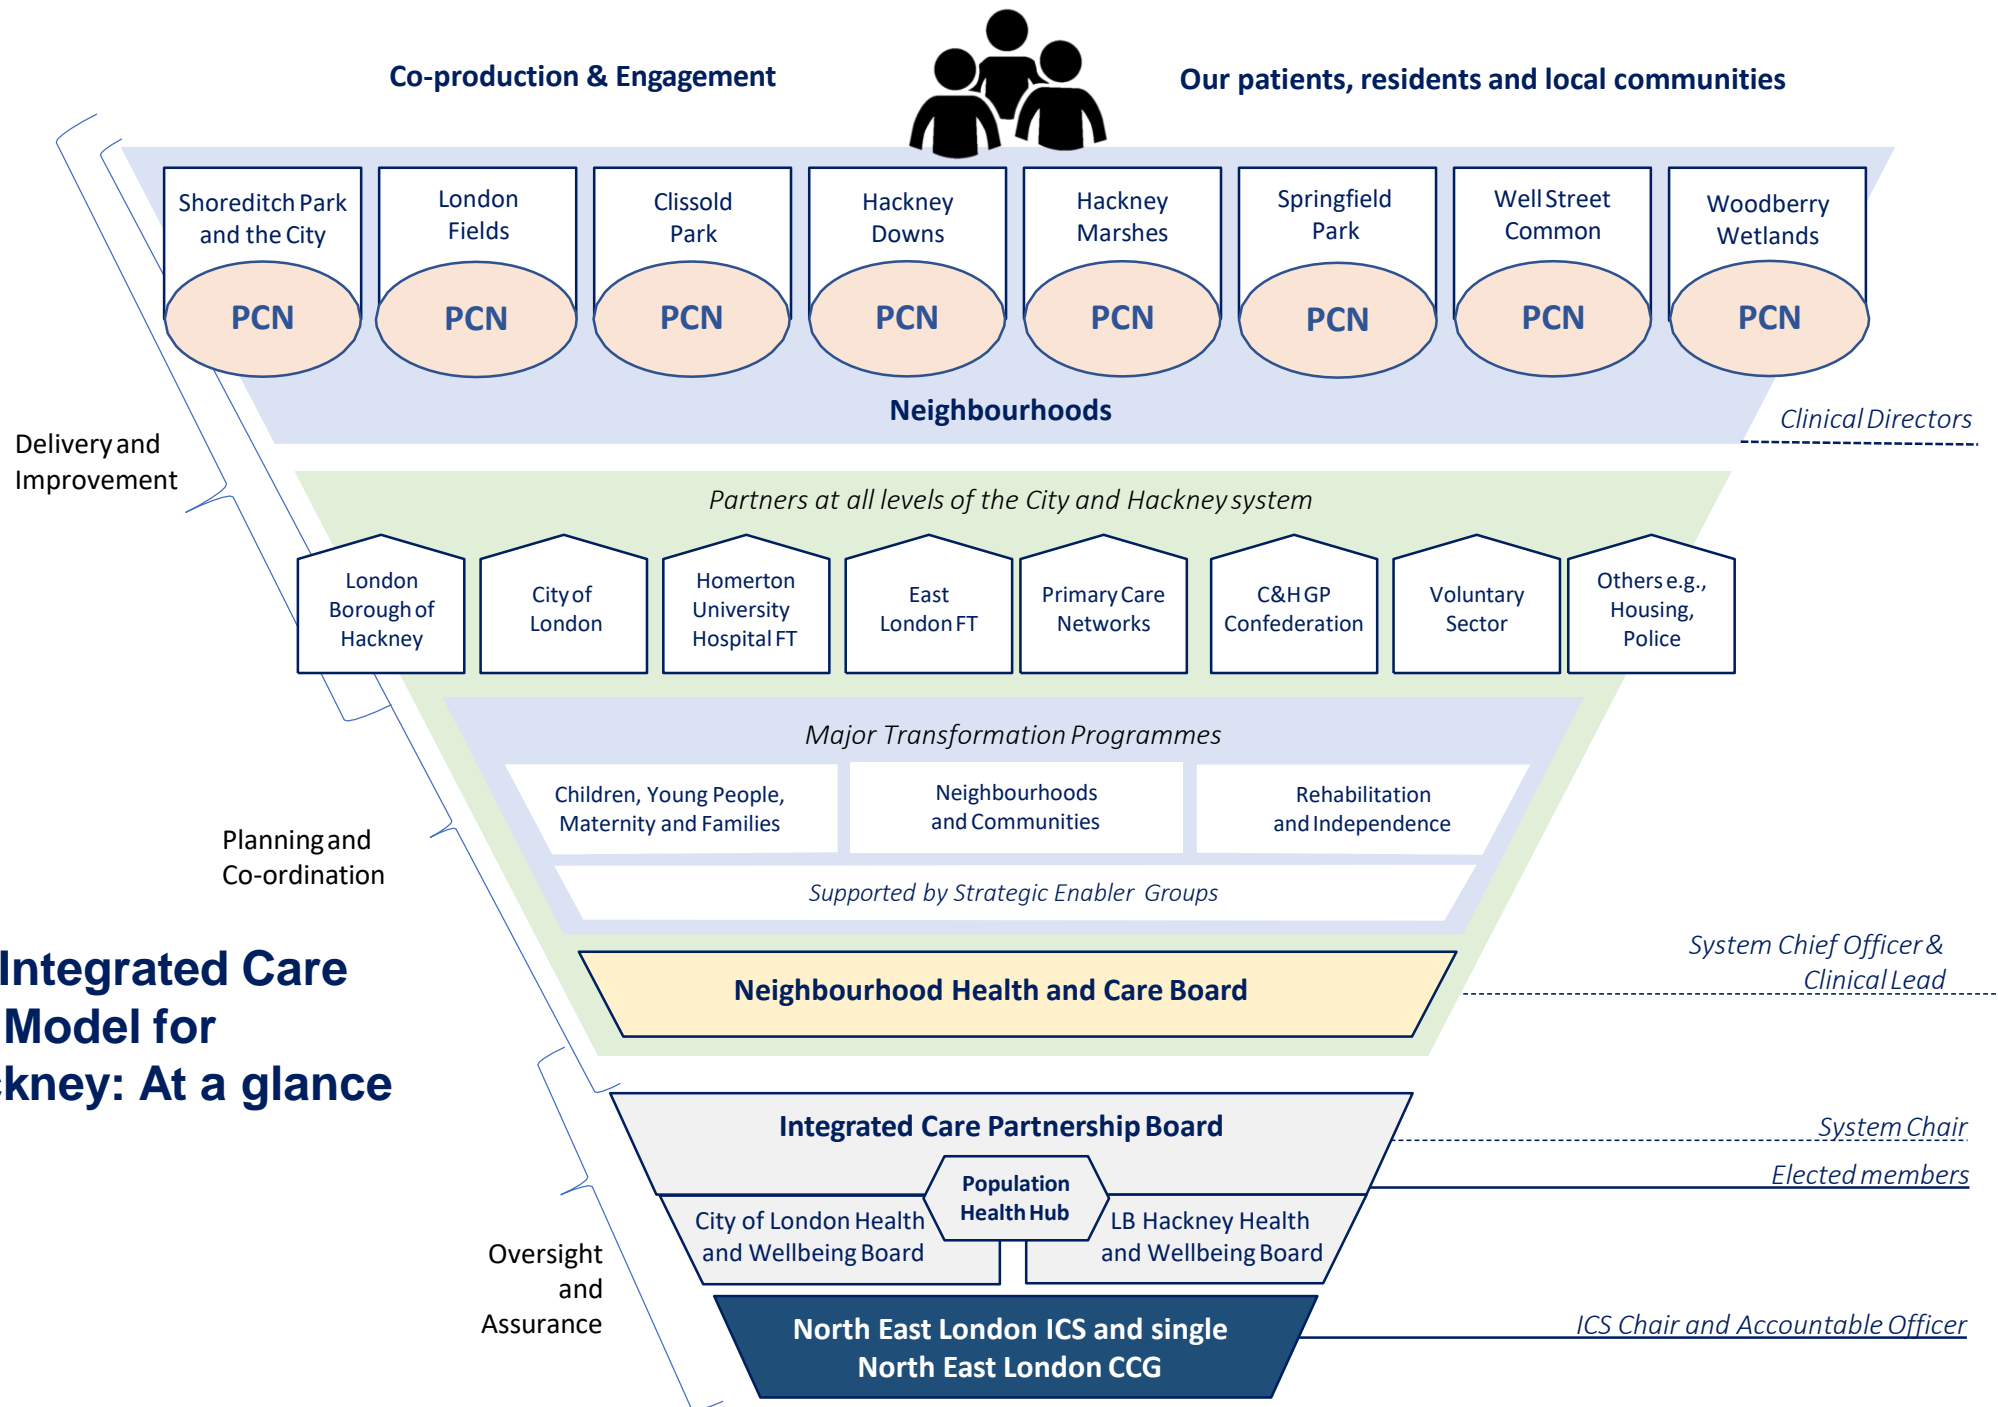 Co-production & Engagement
Our patients, residents and local communities
Shoreditch Park
and the City
PCN
London
Fields
PCN
Clissold
Park
PCN
Hackney
Downs
PCN
Hackney
Marshes
PCN
Springfield
Park
PCN
Well Street
Common
PCN
Woodberry
Wetlands
PCN
Neighbourhoods
Clinical Directors
Delivery and
Improvement
Partners at all levels of the City and Hackney system
London
Borough of
Hackney
City of
London
Homerton
University
Hospital FT
East
London FT
Primary Care
Networks
C&H GP
Confederation
Voluntary
Sector
Others e.g.,
Housing,
Police
Major Transformation Programmes
Children, Young People,
Maternity and Families
Neighbourhoods
and Communities
Rehabilitation
and Independence
Supported by Strategic Enabler Groups
Planning and
Co-ordination
Neighbourhood Health and Care Board
System Chief Officer &
Clinical Lead
Integrated Care
Model for
ckney: At a glance
Integrated Care Partnership Board
System Chair
Elected members
Population
Health Hub
City of London Health
and Wellbeing Board
LB Hackney Health
and Wellbeing Board
Oversight
and
Assurance
North East London ICS and single
North East London CCG
ICS Chair and Accountable Officer